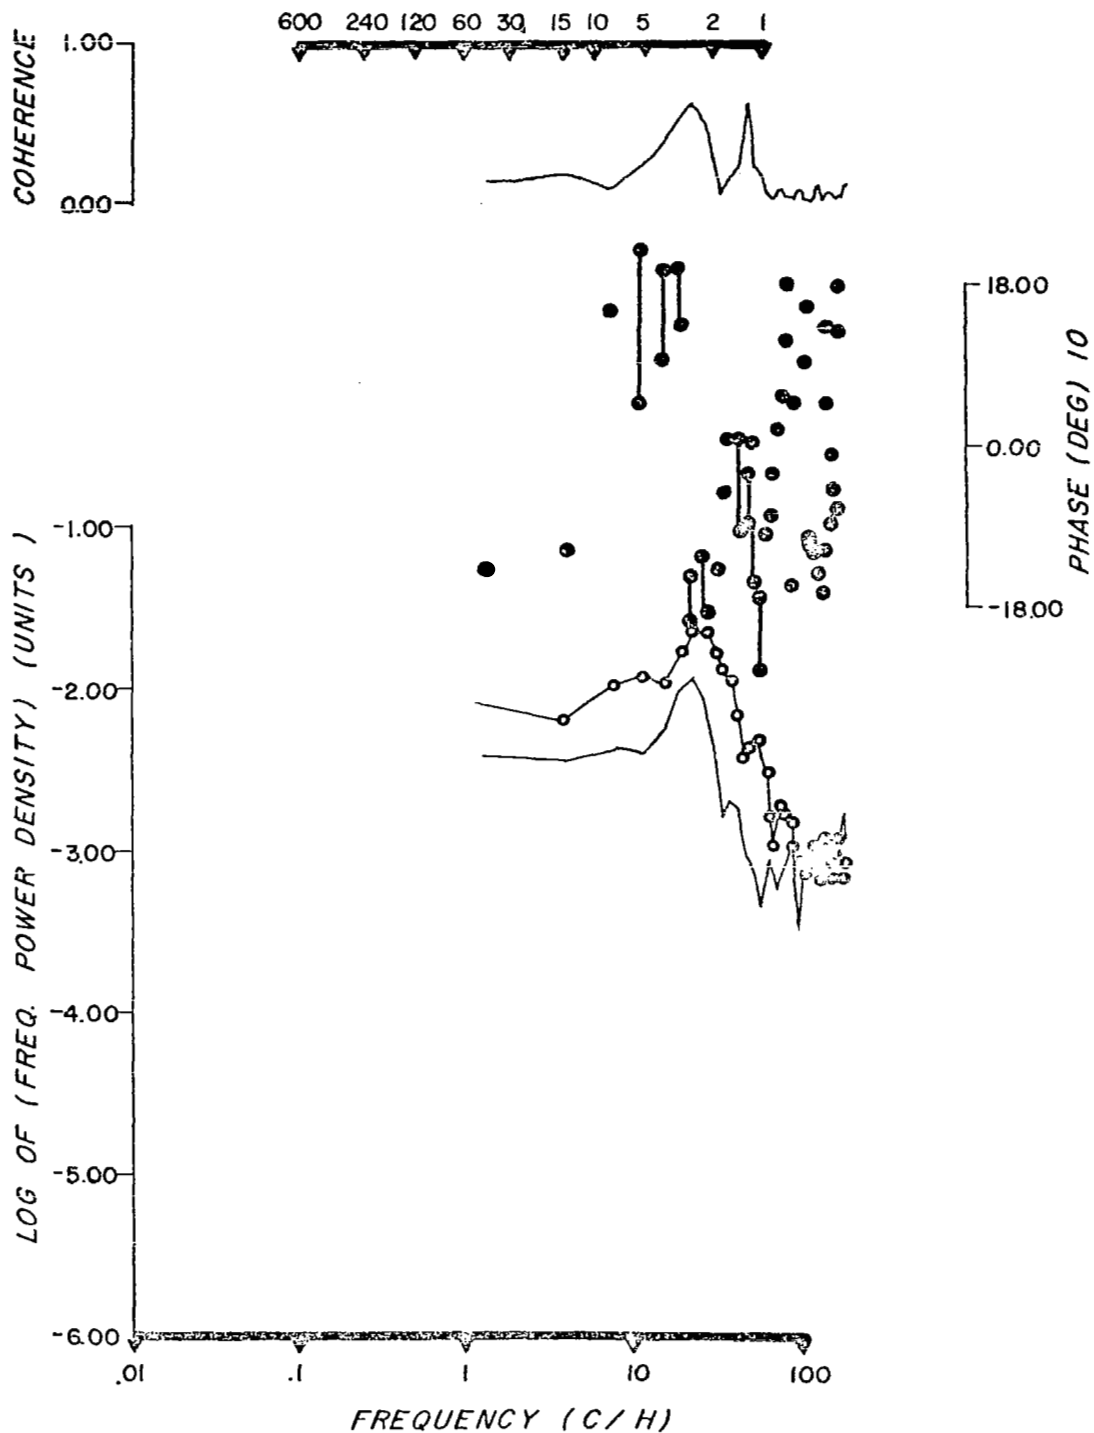 600 240 120 60 30 15 10 5 2 1
COHERENCE
1.00
0.00
18.00
0.00
-18.00
PHASE (DEG) 10
LOG OF (FREQ. POWER DENSITY) (UNITS )
-1.00
-2.00
-3.00
-4.00
-5.00
-6.00
.01 .1 1 10 100
FREQUENCY (C/H)